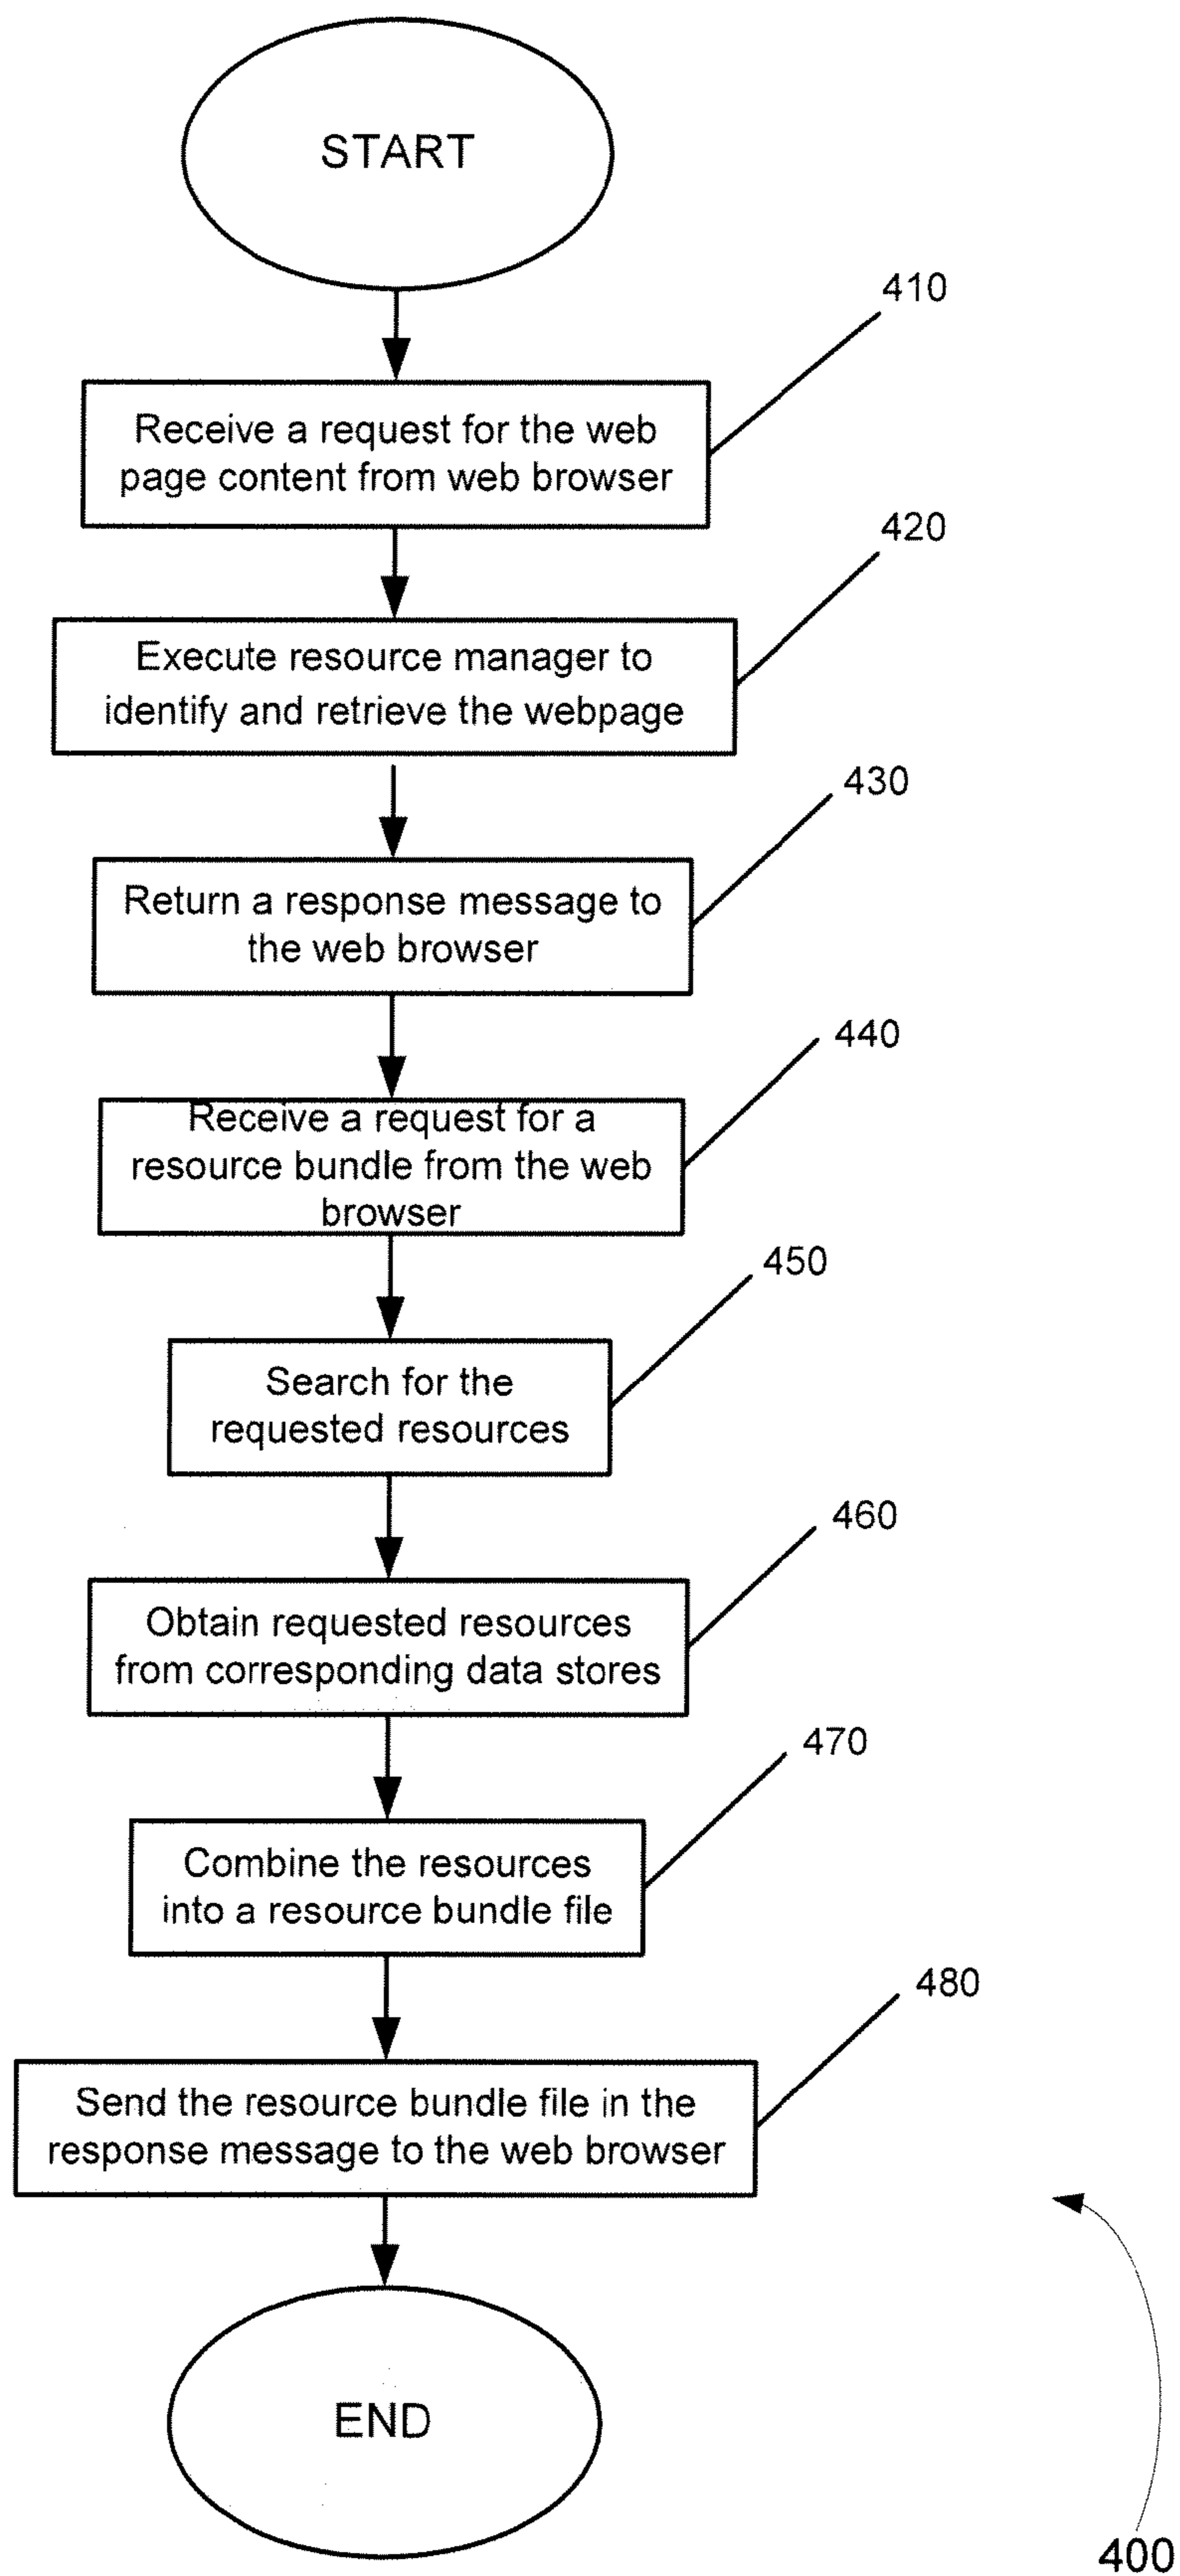 START
410
Receive a request for the web
page content from web browser
420
Execute resource manager to
identify and retrieve the webpage
430
Return a response message to
the web browser
440
Receive a request for a
resource bundle from the web
browser
450
Search for the
requested resources
460
Obtain requested resources
from corresponding data stores
470
Combine the resources
into a resource bundle file
480
Send the resource bundle file in the
response message to the web browser
END
400